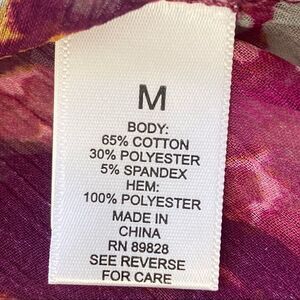 M
BODY:
65% COTTON
30% POLYESTER
5% SPANDEX
HEM:
100% POLYESTER
MADE IN
CHINA
RN 89828
SEE REVERSE
FOR CARE